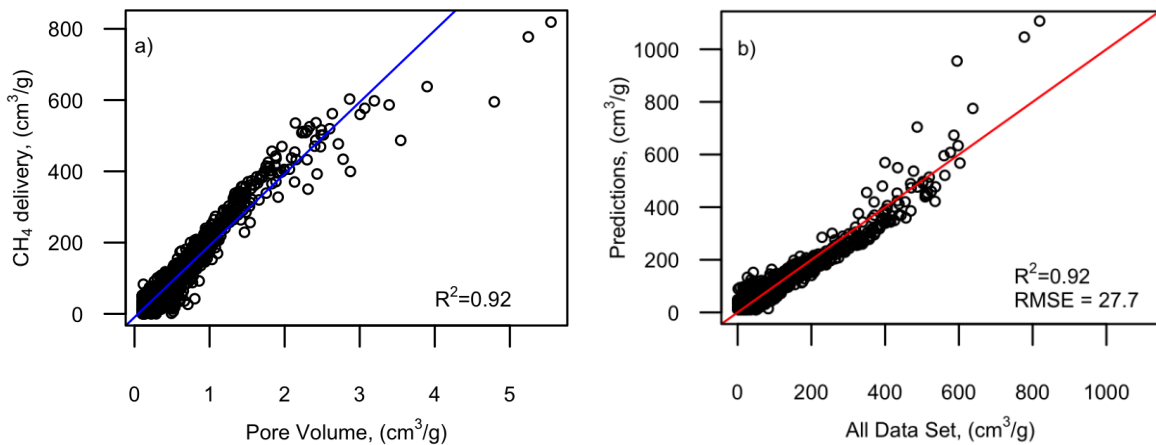 a)
800
600
400
200
0
CH₄ delivery, (cm³/g)
R²=0.92
0 1 2 3 4 5
Pore Volume, (cm³/g)
b)
1000
800
600
400
200
0
Predictions, (cm³/g)
R²=0.92
RMSE = 27.7
0 200 400 600 800 1000
All Data Set, (cm³/g)